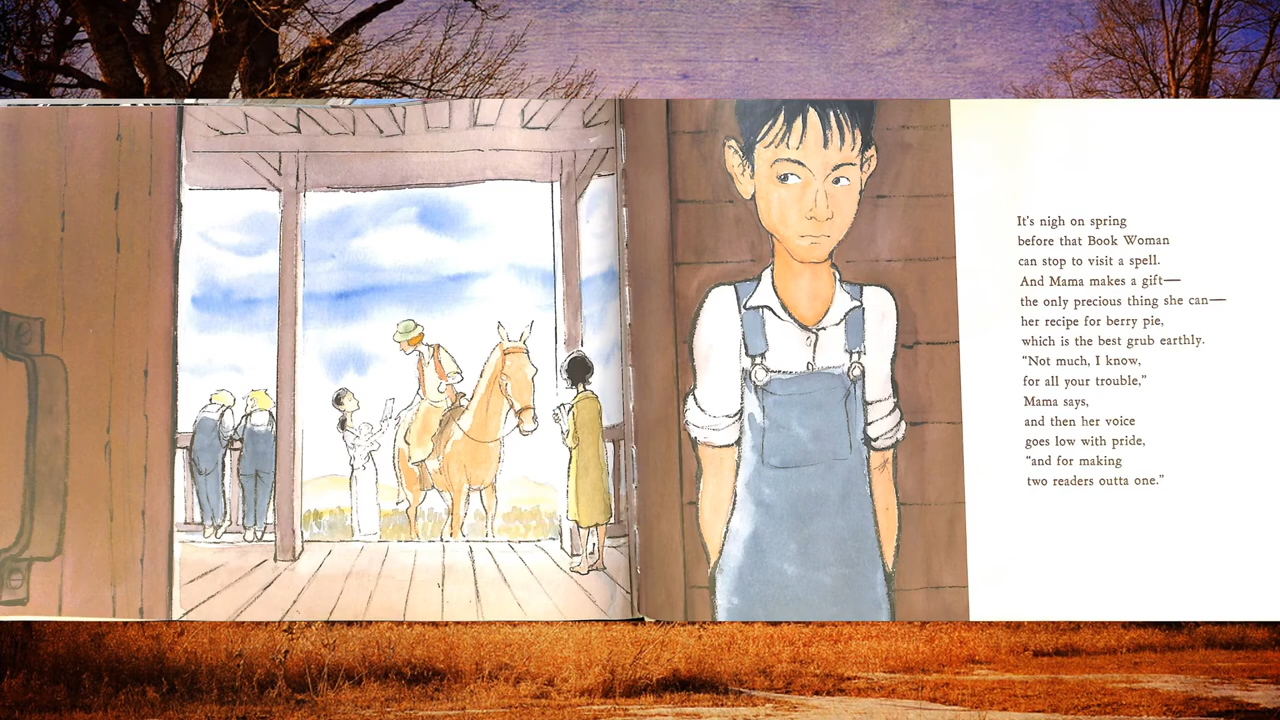 It's nigh on spring
before that Book Woman
can stop to visit a spell.
And Mama makes a gift—
the only precious thing she can—
her recipe for berry pie,
which is the best grub earthly.
"Not much, I know,
for all your trouble,"
Mama says,
and then her voice
goes low with pride,
"and for making
two readers outta one."